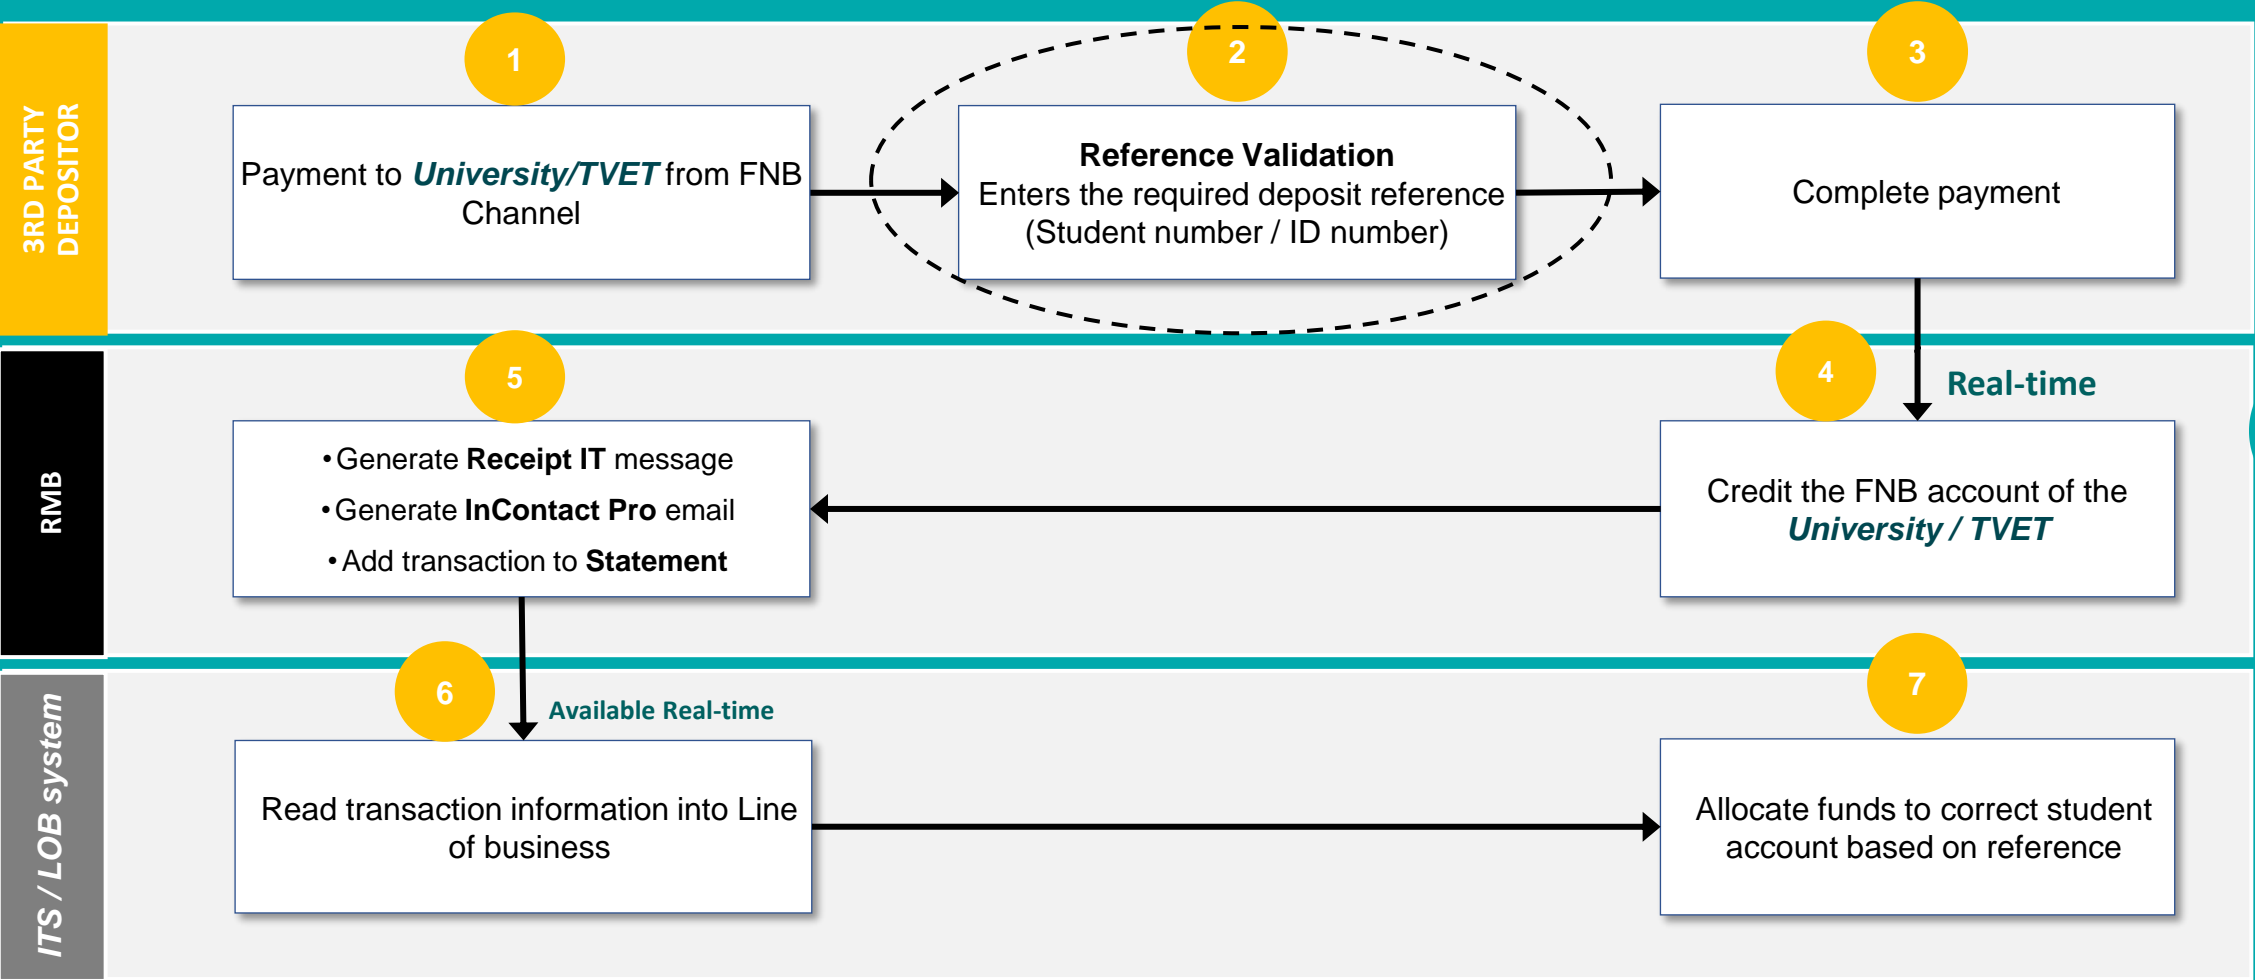 3RD PARTY
DEPOSITOR
1
Payment to University/TVET from FNB
Channel
2
Reference Validation
Enters the required deposit reference
(Student number / ID number)
3
Complete payment
RMB
4
Real-time
Credit the FNB account of the
University / TVET
5
• Generate Receipt IT message
• Generate InContact Pro email
• Add transaction to Statement
ITS / LOB system
6
Available Real-time
Read transaction information into Line
of business
7
Allocate funds to correct student
account based on reference